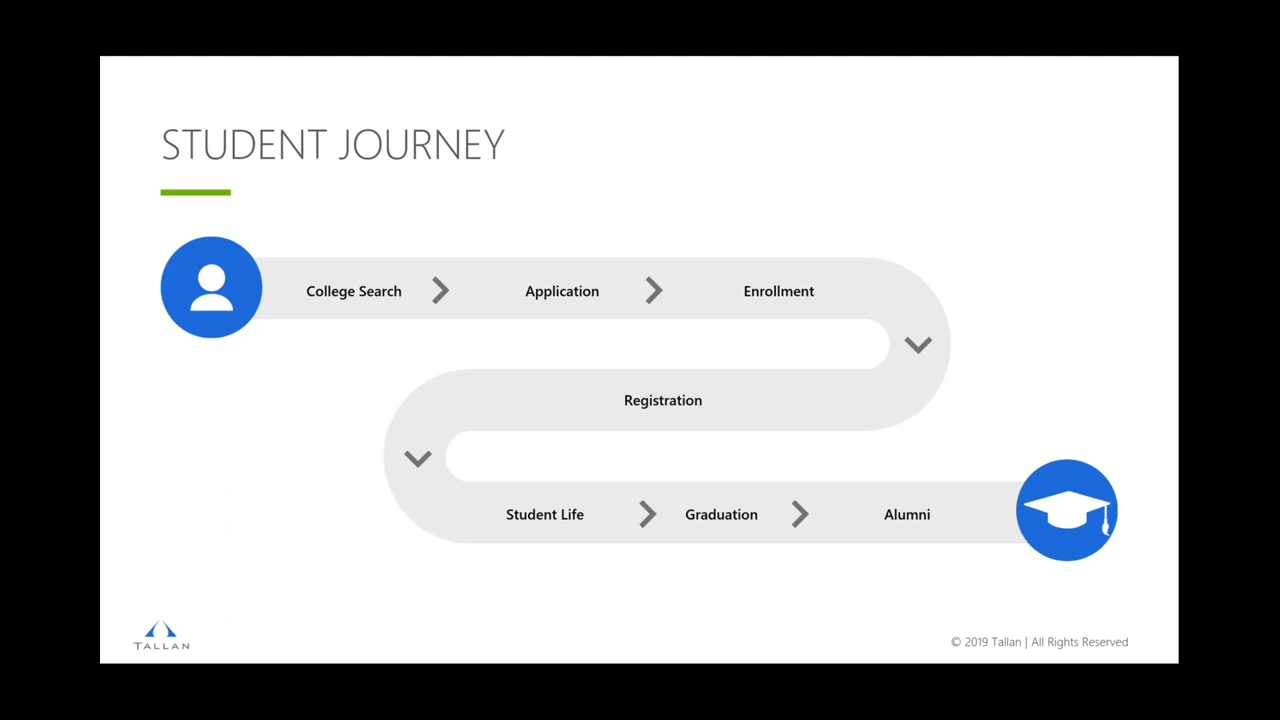 STUDENT JOURNEY
College Search
Application
Enrollment
Registration
Student Life
Graduation
Alumni
TALLAN
© 2019 Tallan | All Rights Reserved